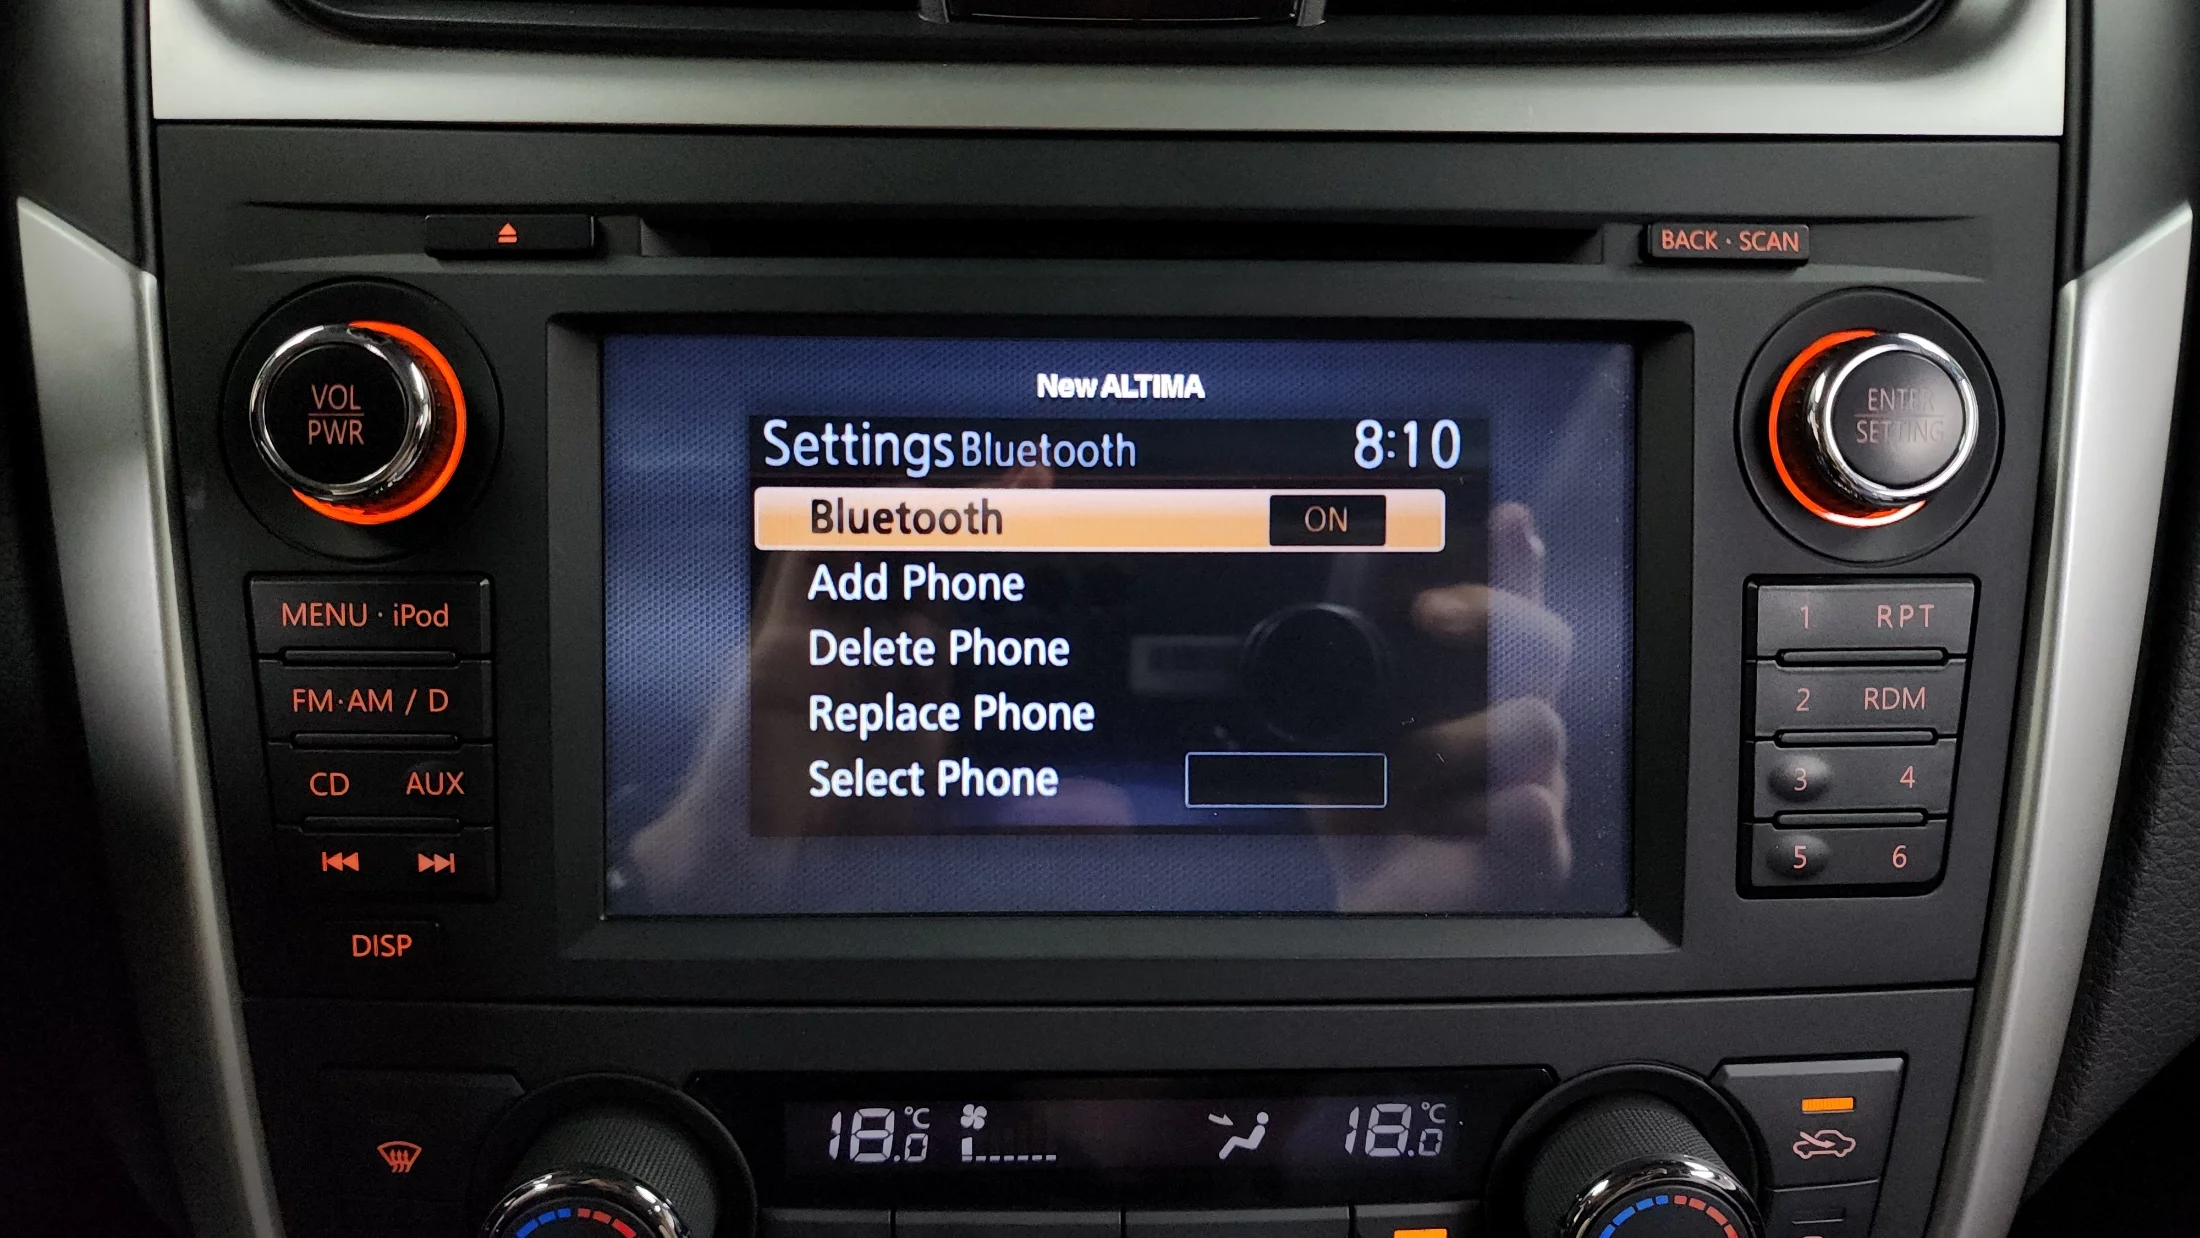 BACK · SCAN
New ALTIMA
Settings Bluetooth 8:10
Bluetooth ON
Add Phone
Delete Phone
Replace Phone
Select Phone
VOL
PWR
ENTER
SETTING
MENU · iPod
FM·AM / D
CD AUX
DISP
1 RPT
2 RDM
3 4
5 6
18.0°C 18.0°C